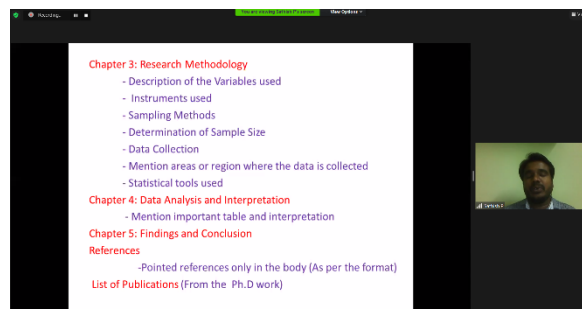 Recording...
View Options
Chapter 3: Research Methodology
- Description of the Variables used
- Instruments used
- Sampling Methods
- Determination of Sample Size
- Data Collection
- Mention areas or region where the data is collected
- Statistical tools used
Chapter 4: Data Analysis and Interpretation
- Mention important table and interpretation
Chapter 5: Findings and Conclusion
References
-Pointed references only in the body (As per the format)
List of Publications (From the Ph.D work)